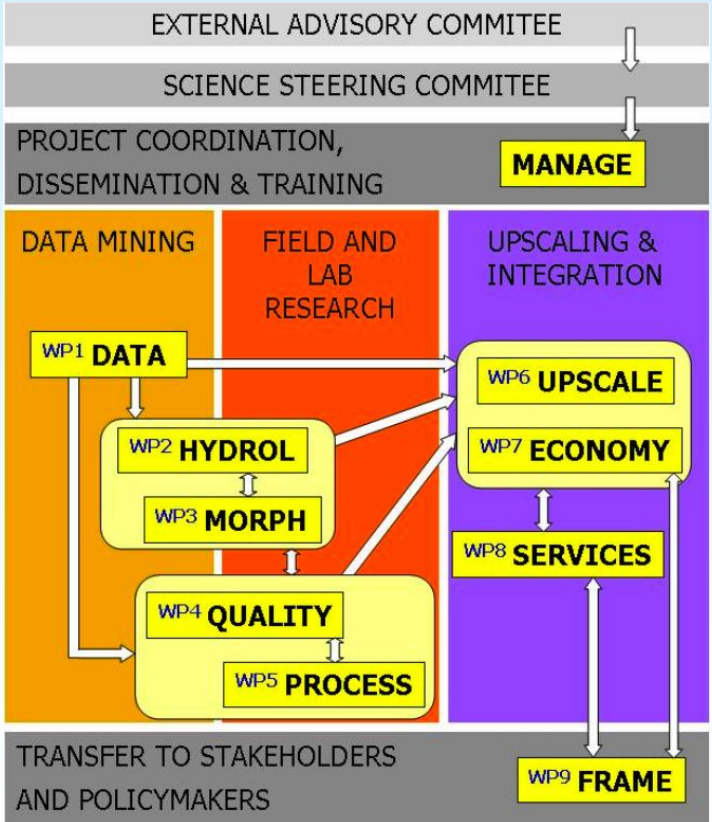 EXTERNAL ADVISORY COMMITEE
SCIENCE STEERING COMMITEE
PROJECT COORDINATION,
DISSEMINATION & TRAINING
MANAGE
DATA MINING
FIELD AND
LAB
RESEARCH
UPSCALING &
INTEGRATION
WP1 DATA
WP2 HYDROL
WP3 MORPH
WP4 QUALITY
WP5 PROCESS
WP6 UPSCALE
WP7 ECONOMY
WP8 SERVICES
TRANSFER TO STAKEHOLDERS
AND POLICYMAKERS
WP9 FRAME